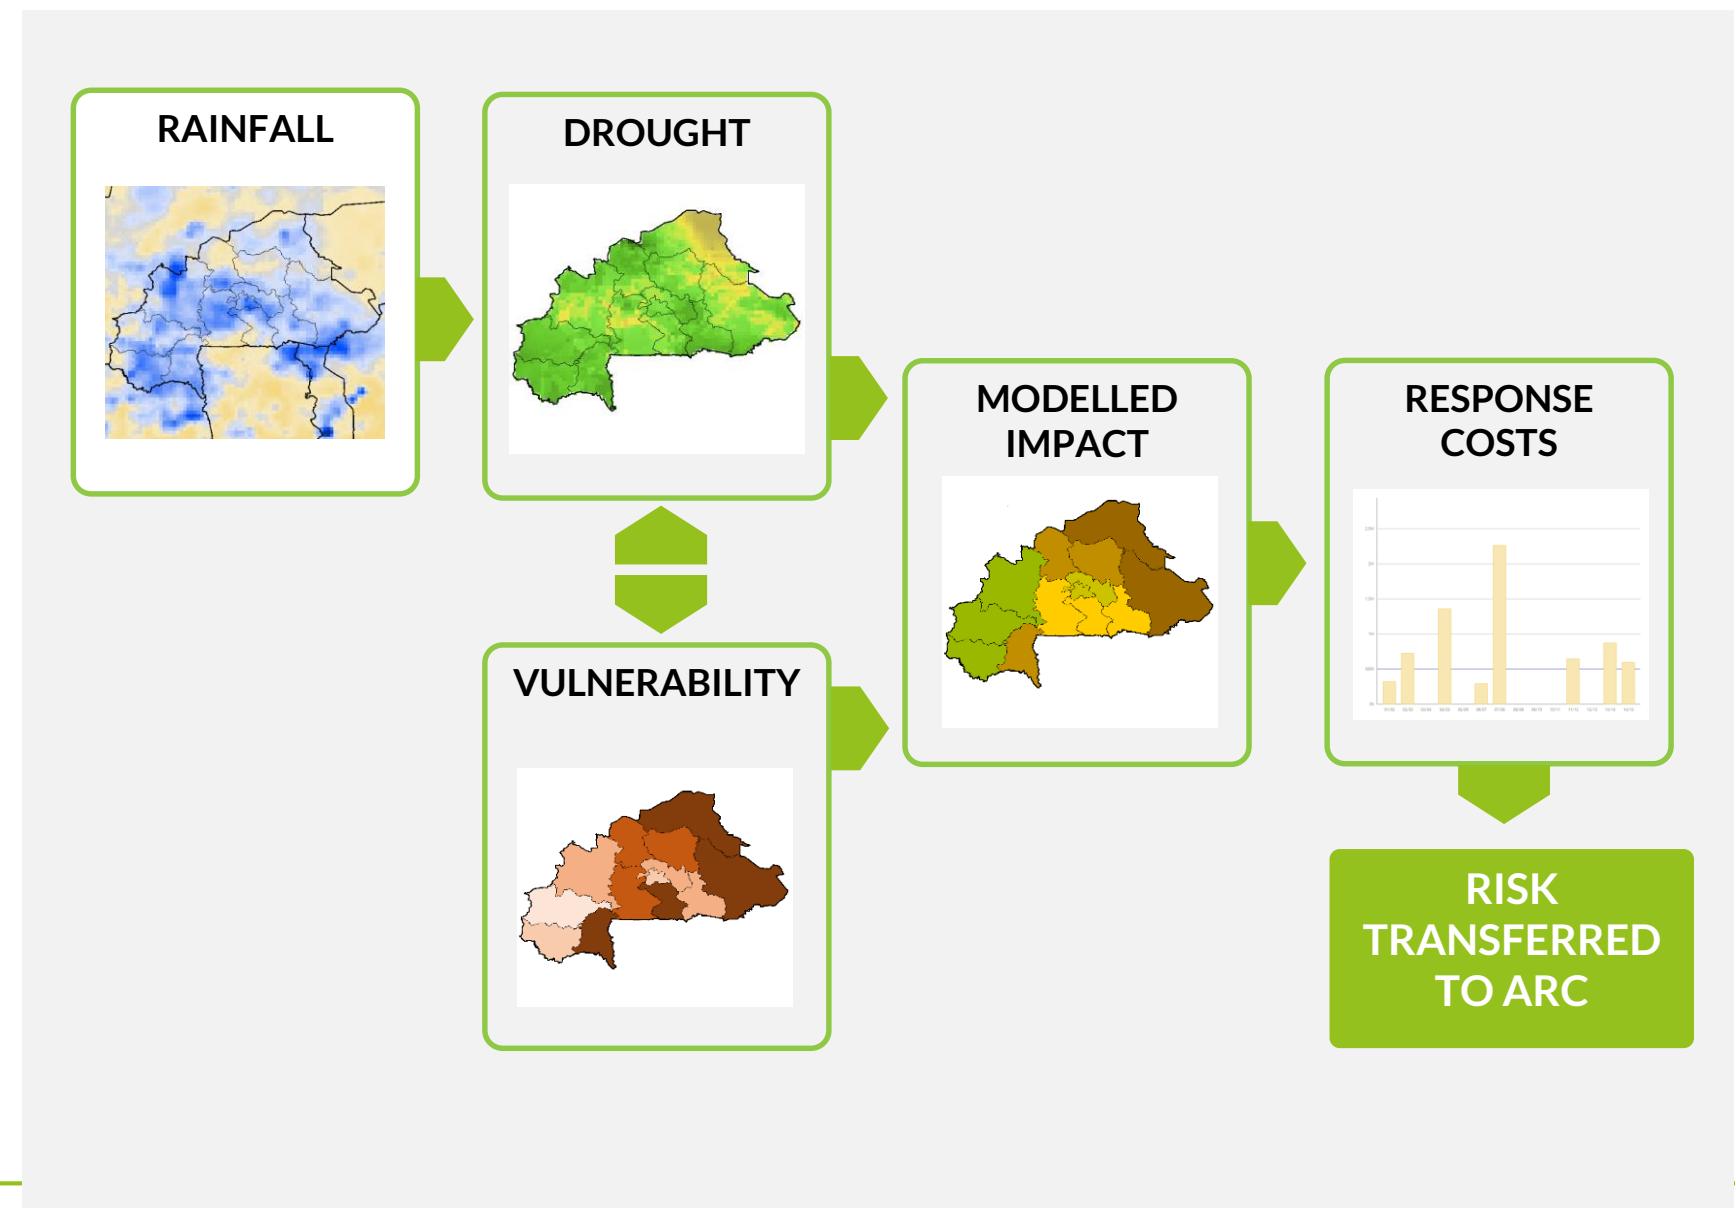 RAINFALL
DROUGHT
MODELLED
IMPACT
RESPONSE
COSTS
VULNERABILITY
RISK
TRANSFERRED
TO ARC